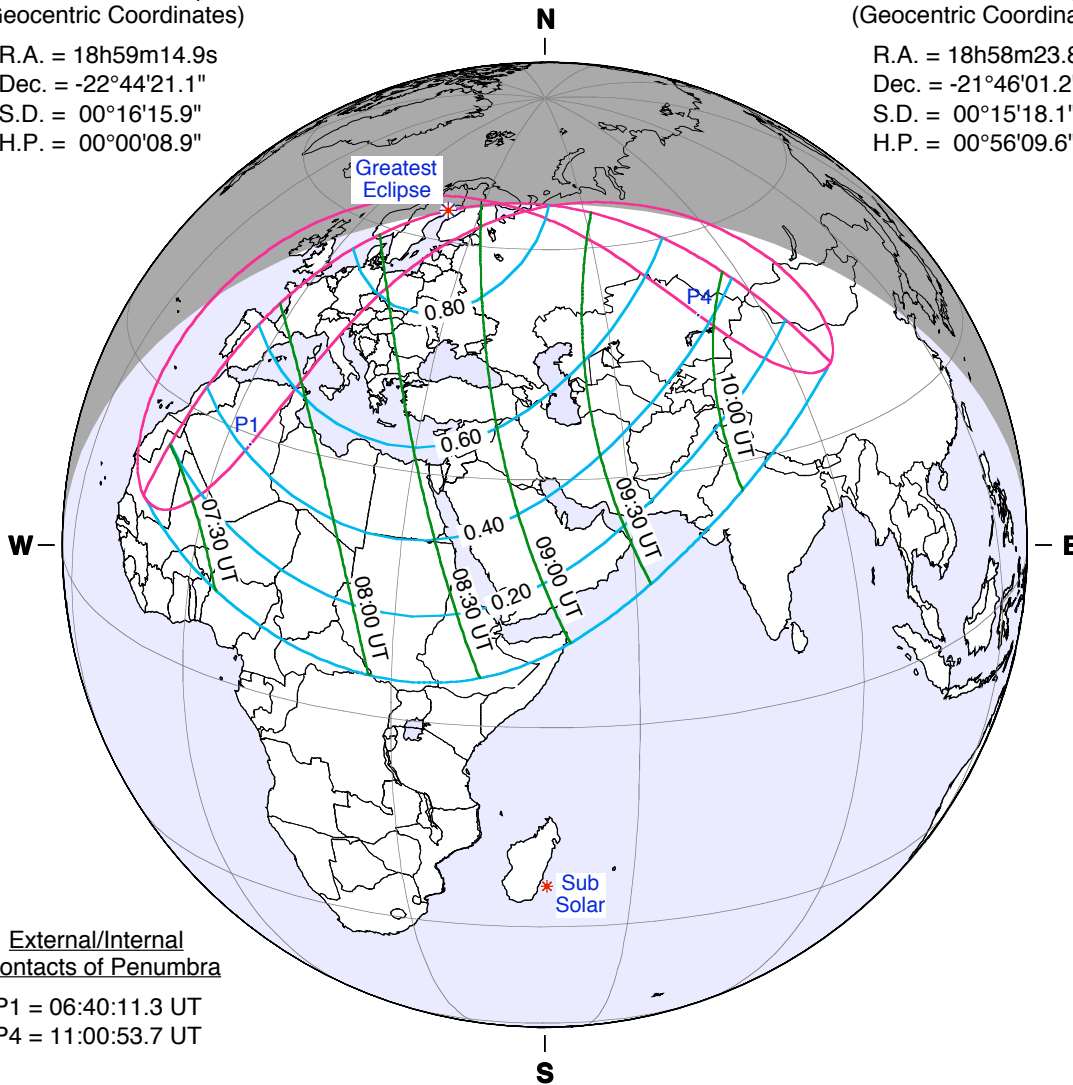 Geocentric Coordinates)
R.A. = 18h59m14.9s
Dec. = -22°44'21.1"
S.D. = 00°16'15.9"
H.P. = 00°00'08.9"
N
(Geocentric Coordina
R.A. = 18h58m23.8
Dec. = -21°46'01.2"
S.D. = 00°15'18.1"
H.P. = 00°56'09.6"
Greatest
Eclipse
P4
0.80
P1
0.60
10:00 UT
0.40
09:30 UT
07:30 UT
W
E
09:00 UT
0.20
08:30 UT
08:00 UT
Sub
Solar
External/Internal
ontacts of Penumbra
P1 = 06:40:11.3 UT
P4 = 11:00:53.7 UT
S